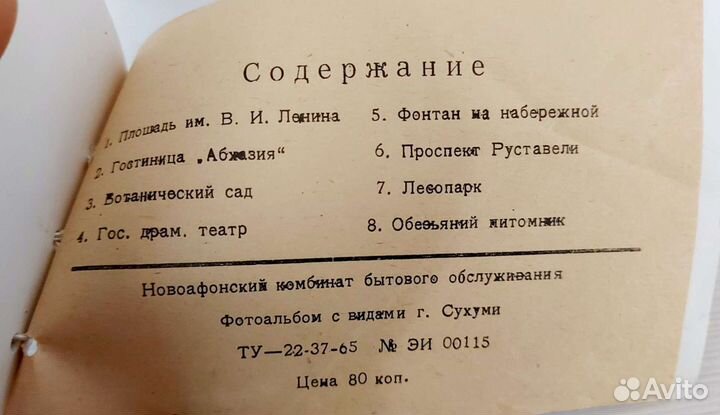 Содержание
1. Площадь им. В. И. Ленина
2. Гостиница „Абхазия“
3. Ботанический сад
4. Гос. драм. театр
5. Фонтан на набережной
6. Проспект Руставели
7. Лесопарк
8. Обезьяний питомник
Новоафонский комбинат бытового обслуживания
Фотоальбом с видами г. Сухуми
ТУ—22-37-65 № ЭИ 00115
Цена 80 коп.
Avito